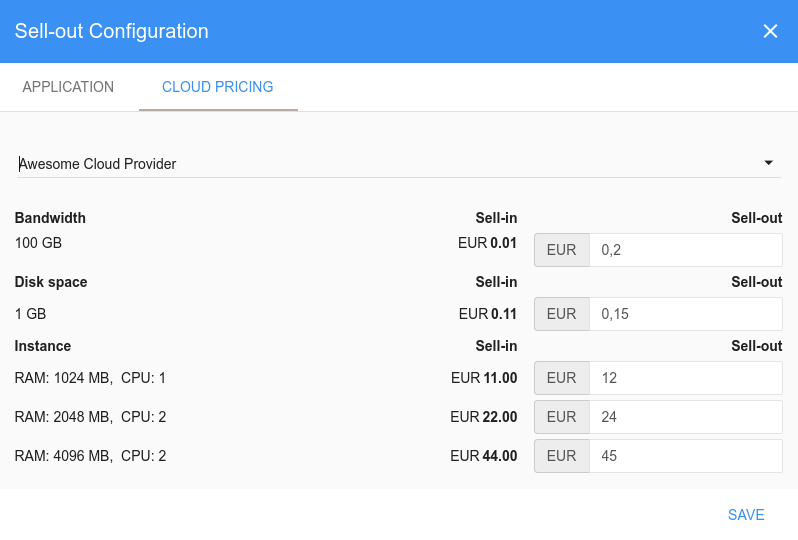 Sell-out Configuration
APPLICATION CLOUD PRICING
Awesome Cloud Provider
Bandwidth Sell-in Sell-out
100 GB EUR 0.01 EUR 0,2
Disk space Sell-in Sell-out
1 GB EUR 0.11 EUR 0,15
Instance Sell-in Sell-out
RAM: 1024 MB, CPU: 1 EUR 11.00 EUR 12
RAM: 2048 MB, CPU: 2 EUR 22.00 EUR 24
RAM: 4096 MB, CPU: 2 EUR 44.00 EUR 45
SAVE